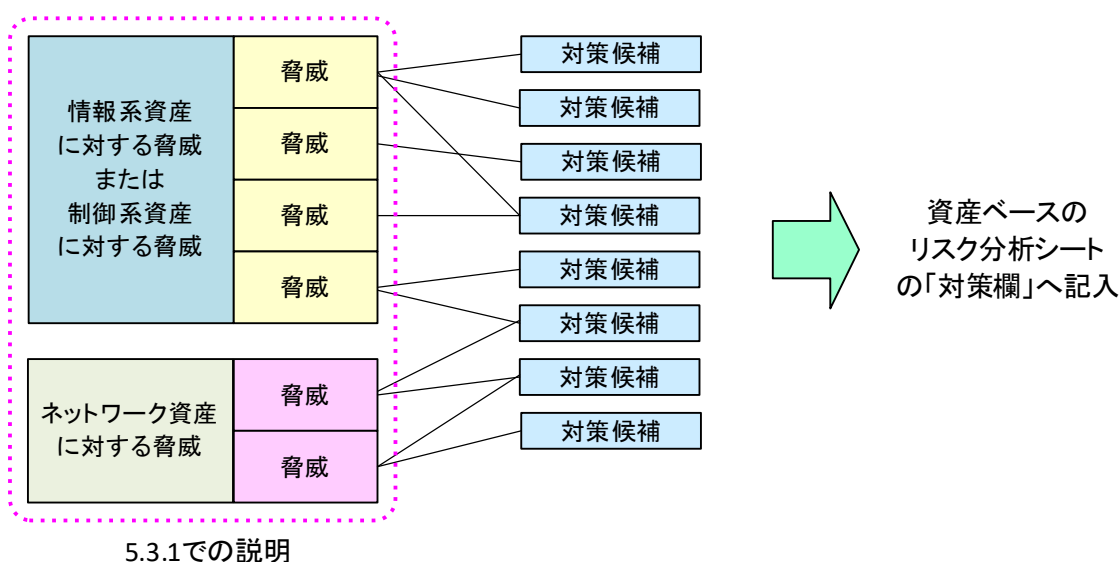 情報系資産
に対する脅威
または
制御系資産
に対する脅威
脅威
脅威
脅威
脅威
ネットワーク資産
に対する脅威
脅威
脅威
5.3.1での説明
対策候補
対策候補
対策候補
対策候補
対策候補
対策候補
対策候補
対策候補
資産ベースの
リスク分析シート
の「対策欄」へ記入